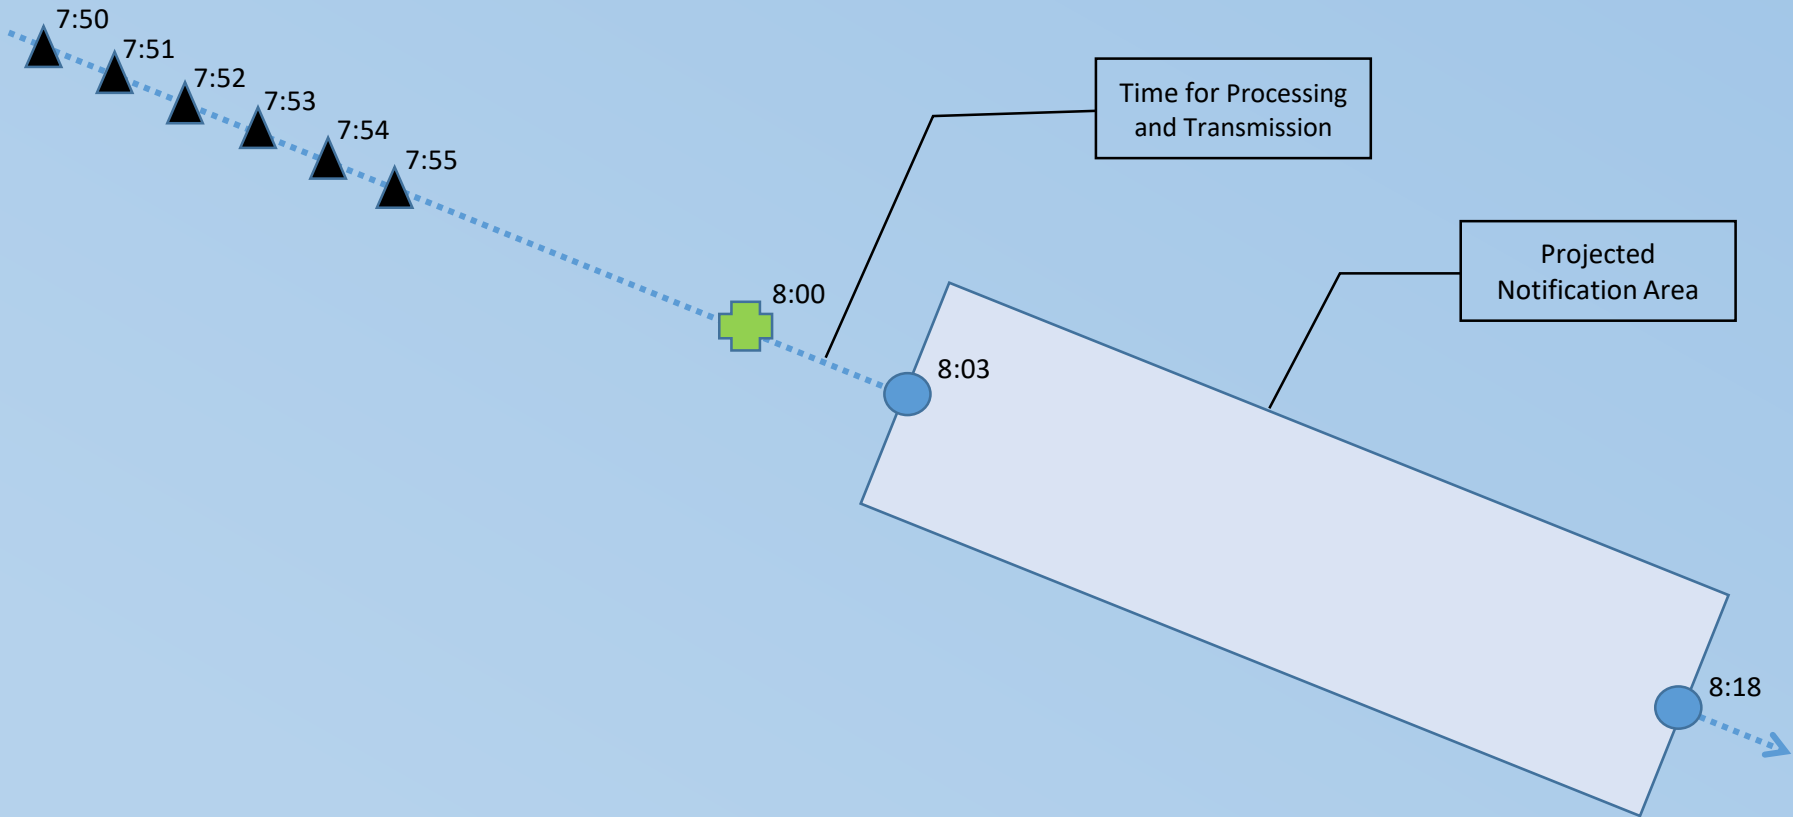 7:50
7:51
7:52
7:53
7:54
7:55
Time for Processing
and Transmission
Projected
Notification Area
8:00
8:03
8:18